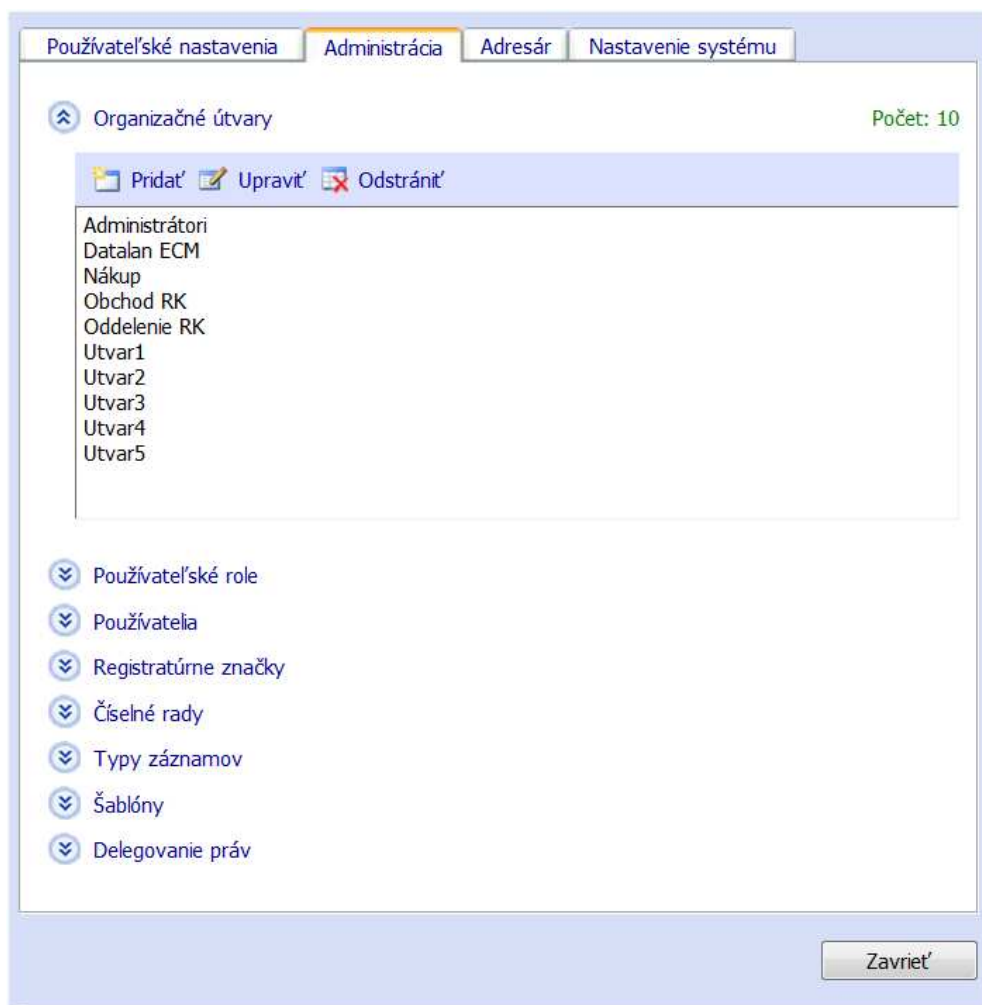 Používateľské nastavenia Administrácia Adresár Nastavenie systému
Organizačné útvary Počet: 10
Pridať Upraviť Odstrániť
Administrátori
Datalan ECM
Nákup
Obchod RK
Oddelenie RK
Utvar1
Utvar2
Utvar3
Utvar4
Utvar5
Používateľské role
Používatelia
Registratúrne značky
Číselné rady
Typy záznamov
Šablóny
Delegovanie práv
Zavrieť